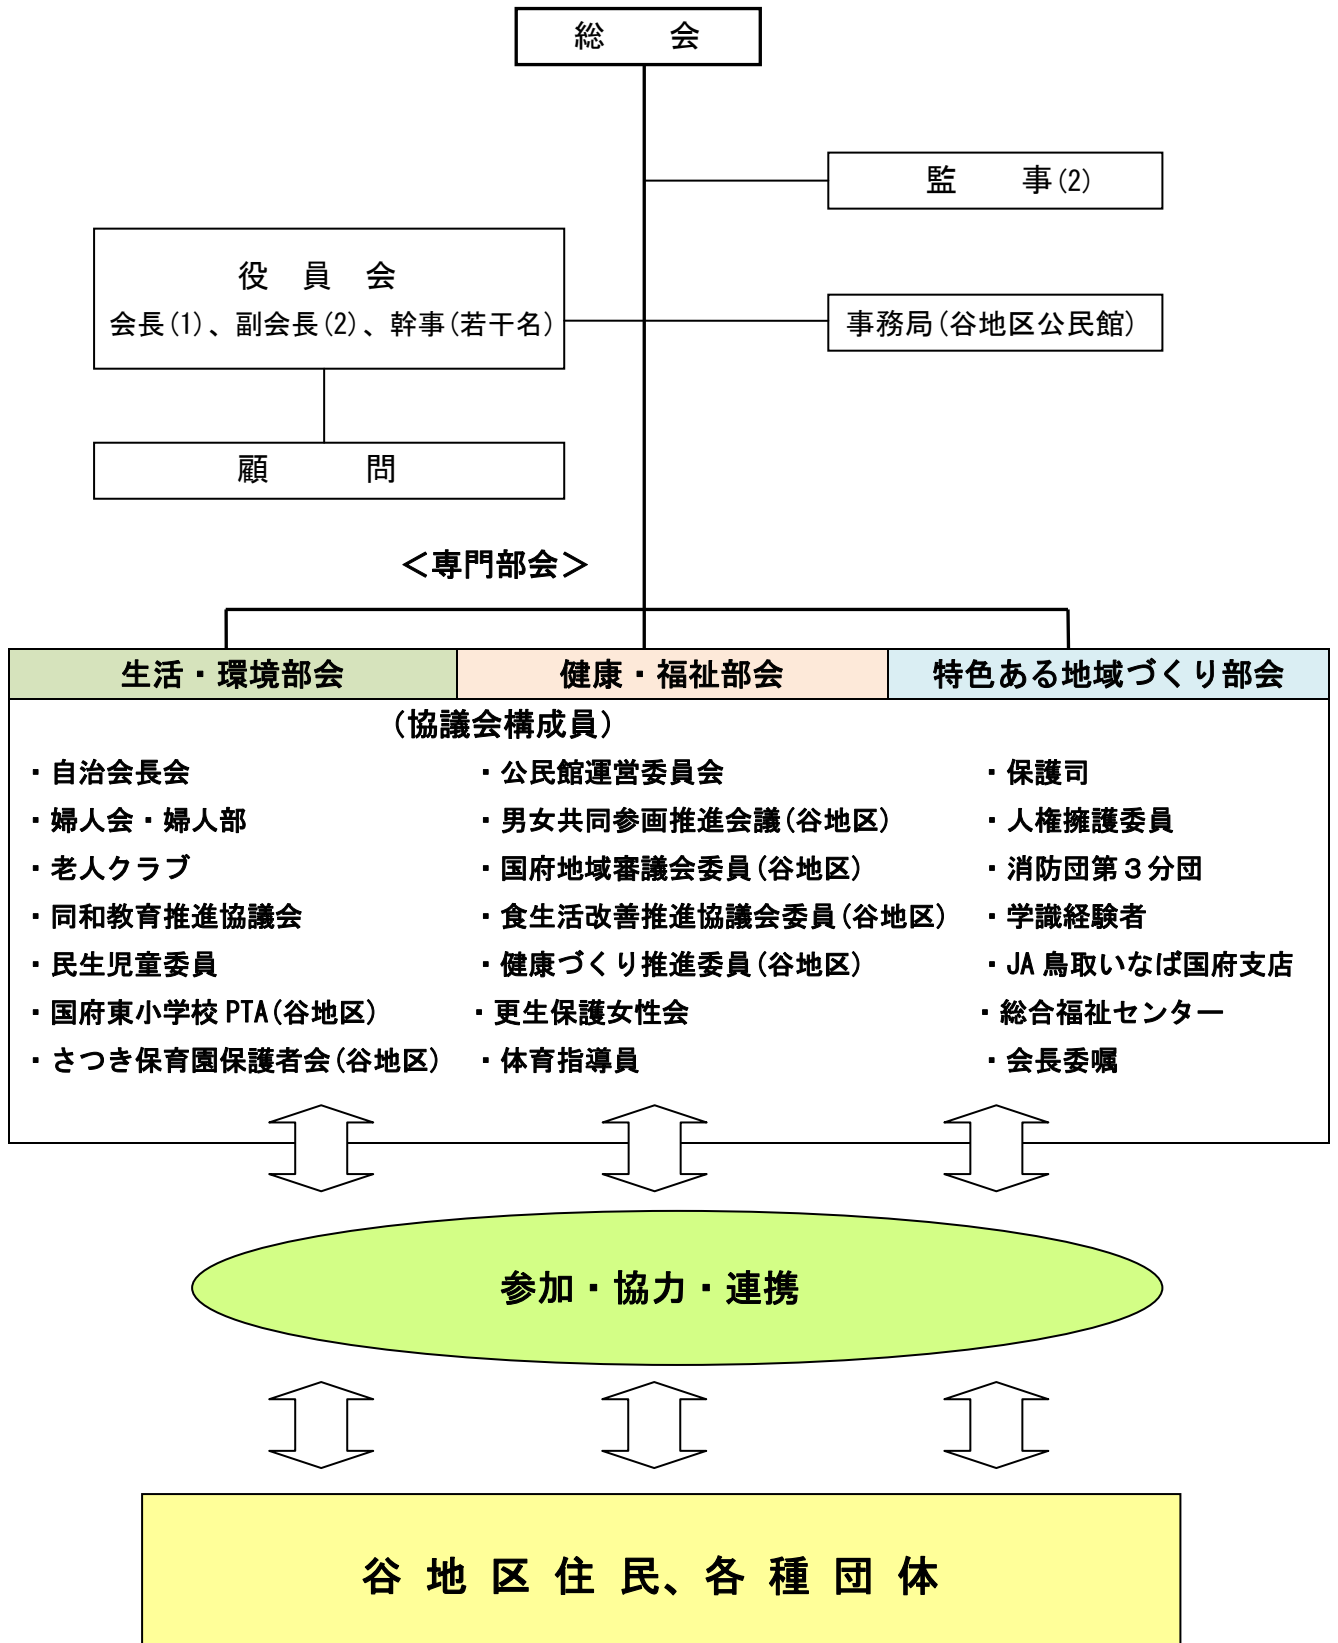 総　会
監　事(2)
役　員　会
会長(1)、副会長(2)、幹事(若干名)
事務局(谷地区公民館)
顧　問
＜専門部会＞
生活・環境部会　健康・福祉部会　特色ある地域づくり部会
（協議会構成員）
・自治会長会　・公民館運営委員会　・保護司
・婦人会・婦人部　・男女共同参画推進会議(谷地区)　・人権擁護委員
・老人クラブ　・国府地域審議会委員(谷地区)　・消防団第３分団
・同和教育推進協議会　・食生活改善推進協議会委員(谷地区)　・学識経験者
・民生児童委員　・健康づくり推進委員(谷地区)　・JA鳥取いなば国府支店
・国府東小学校PTA(谷地区)　・更生保護女性会　・総合福祉センター
・さつき保育園保護者会(谷地区)　・体育指導員　・会長委嘱
参加・協力・連携
谷地区住民、各種団体